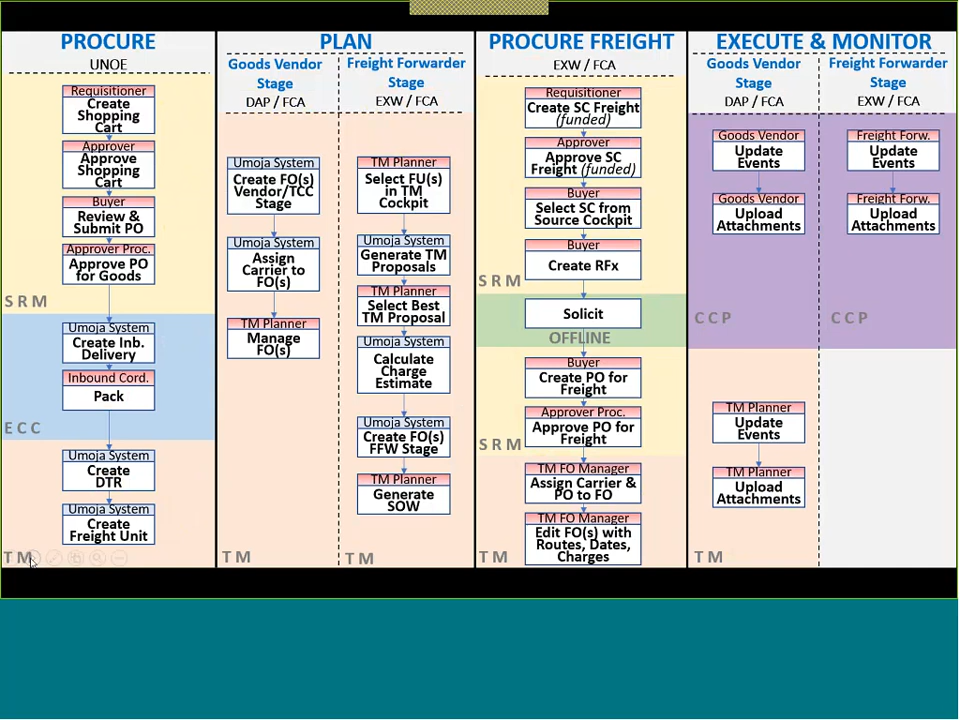 PROCURE
UNOE
Requisitioner
Create
Shopping
Cart
Approver
Approve
Shopping
Cart
Buyer
Review &
Submit PO
Approver Proc.
Approve PO
for Goods
SRM
Umoja System
Create Inb.
Delivery
Inbound Cord.
Pack
ECC
Umoja System
Create
DTR
Umoja System
Create
Freight Unit
TM
PLAN
Goods Vendor
Stage
DAP / FCA
Umoja System
Create FO(s)
Vendor/TCC
Stage
Umoja System
Assign
Carrier to
FO(s)
TM Planner
Manage
FO(s)
TM
Freight Forwarder
Stage
EXW / FCA
TM Planner
Select FU(s)
in TM
Cockpit
Umoja System
Generate TM
Proposals
TM Planner
Select Best
TM Proposal
Umoja System
Calculate
Charge
Estimate
Umoja System
Create FO(s)
FFW Stage
TM Planner
Generate
SOW
TM
PROCURE FREIGHT
EXW / FCA
Requisitioner
Create SC Freight
(funded)
Approver
Approve SC
Freight (funded)
Buyer
Select SC from
Source Cockpit
Buyer
Create RFx
SRM
Solicit
OFFLINE
Buyer
Create PO for
Freight
Approver Proc.
Approve PO for
Freight
SRM
TM FO Manager
Assign Carrier &
PO to FO
TM FO Manager
Edit FO(s) with
Routes, Dates,
Charges
TM
EXECUTE & MONITOR
Goods Vendor
Stage
DAP / FCA
Goods Vendor
Update
Events
Goods Vendor
Upload
Attachments
CCP
TM Planner
Update
Events
TM Planner
Upload
Attachments
TM
Freight Forwarder
Stage
EXW / FCA
Freight Forw.
Update
Events
Freight Forw.
Upload
Attachments
CCP